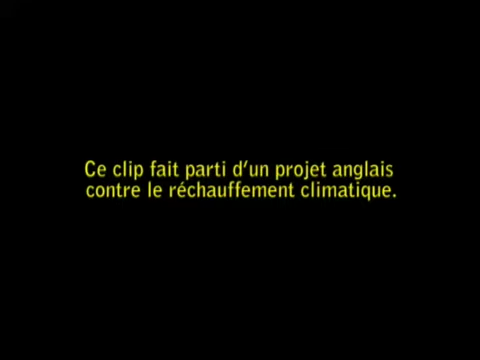 Ce clip fait parti d'un projet anglais
contre le réchauffement climatique.